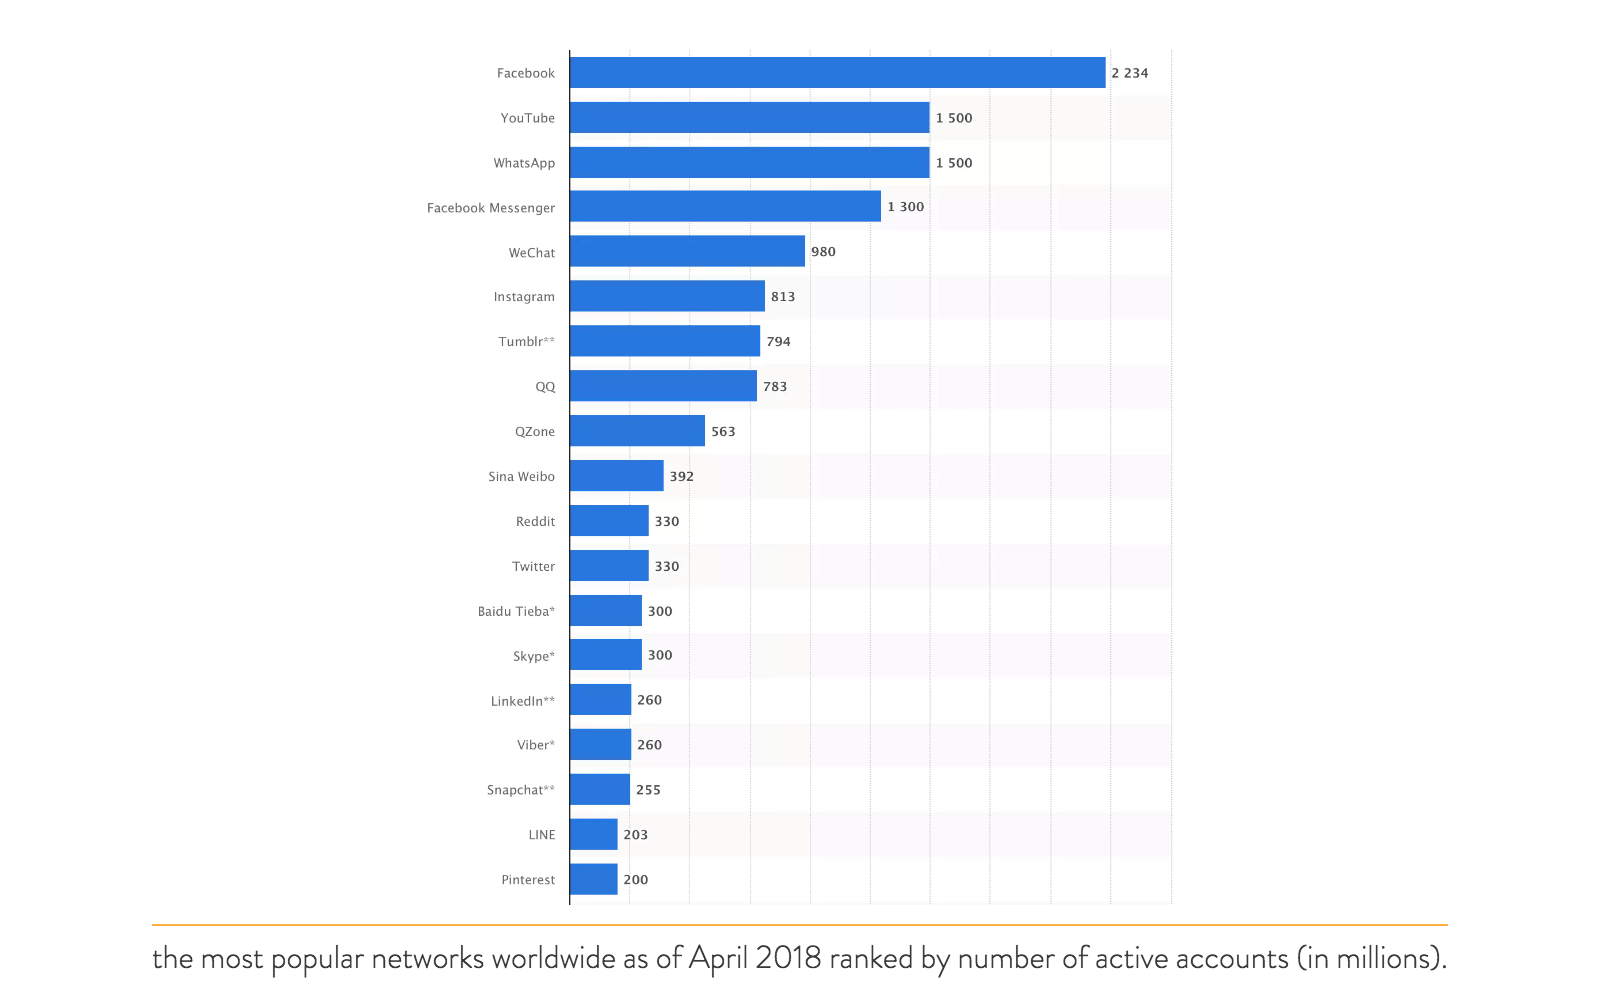 Facebook 2 234
YouTube 1 500
WhatsApp 1 500
Facebook Messenger 1 300
WeChat 980
Instagram 813
Tumblr** 794
QQ 783
QZone 563
Sina Weibo 392
Reddit 330
Twitter 330
Baidu Tieba* 300
Skype* 300
LinkedIn** 260
Viber* 260
Snapchat** 255
LINE 203
Pinterest 200
the most popular networks worldwide as of April 2018 ranked by number of active accounts (in millions).